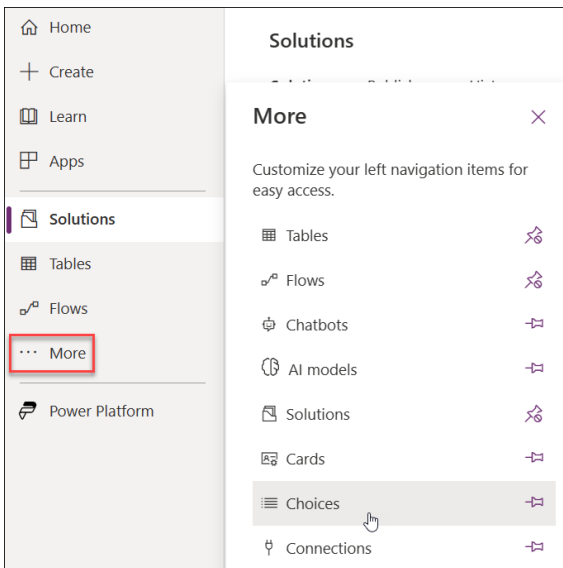 Home
Create
Learn
Apps
Solutions
Tables
Flows
More
Power Platform
Solutions
More
Customize your left navigation items for
easy access.
Tables
Flows
Chatbots
AI models
Solutions
Cards
Choices
Connections